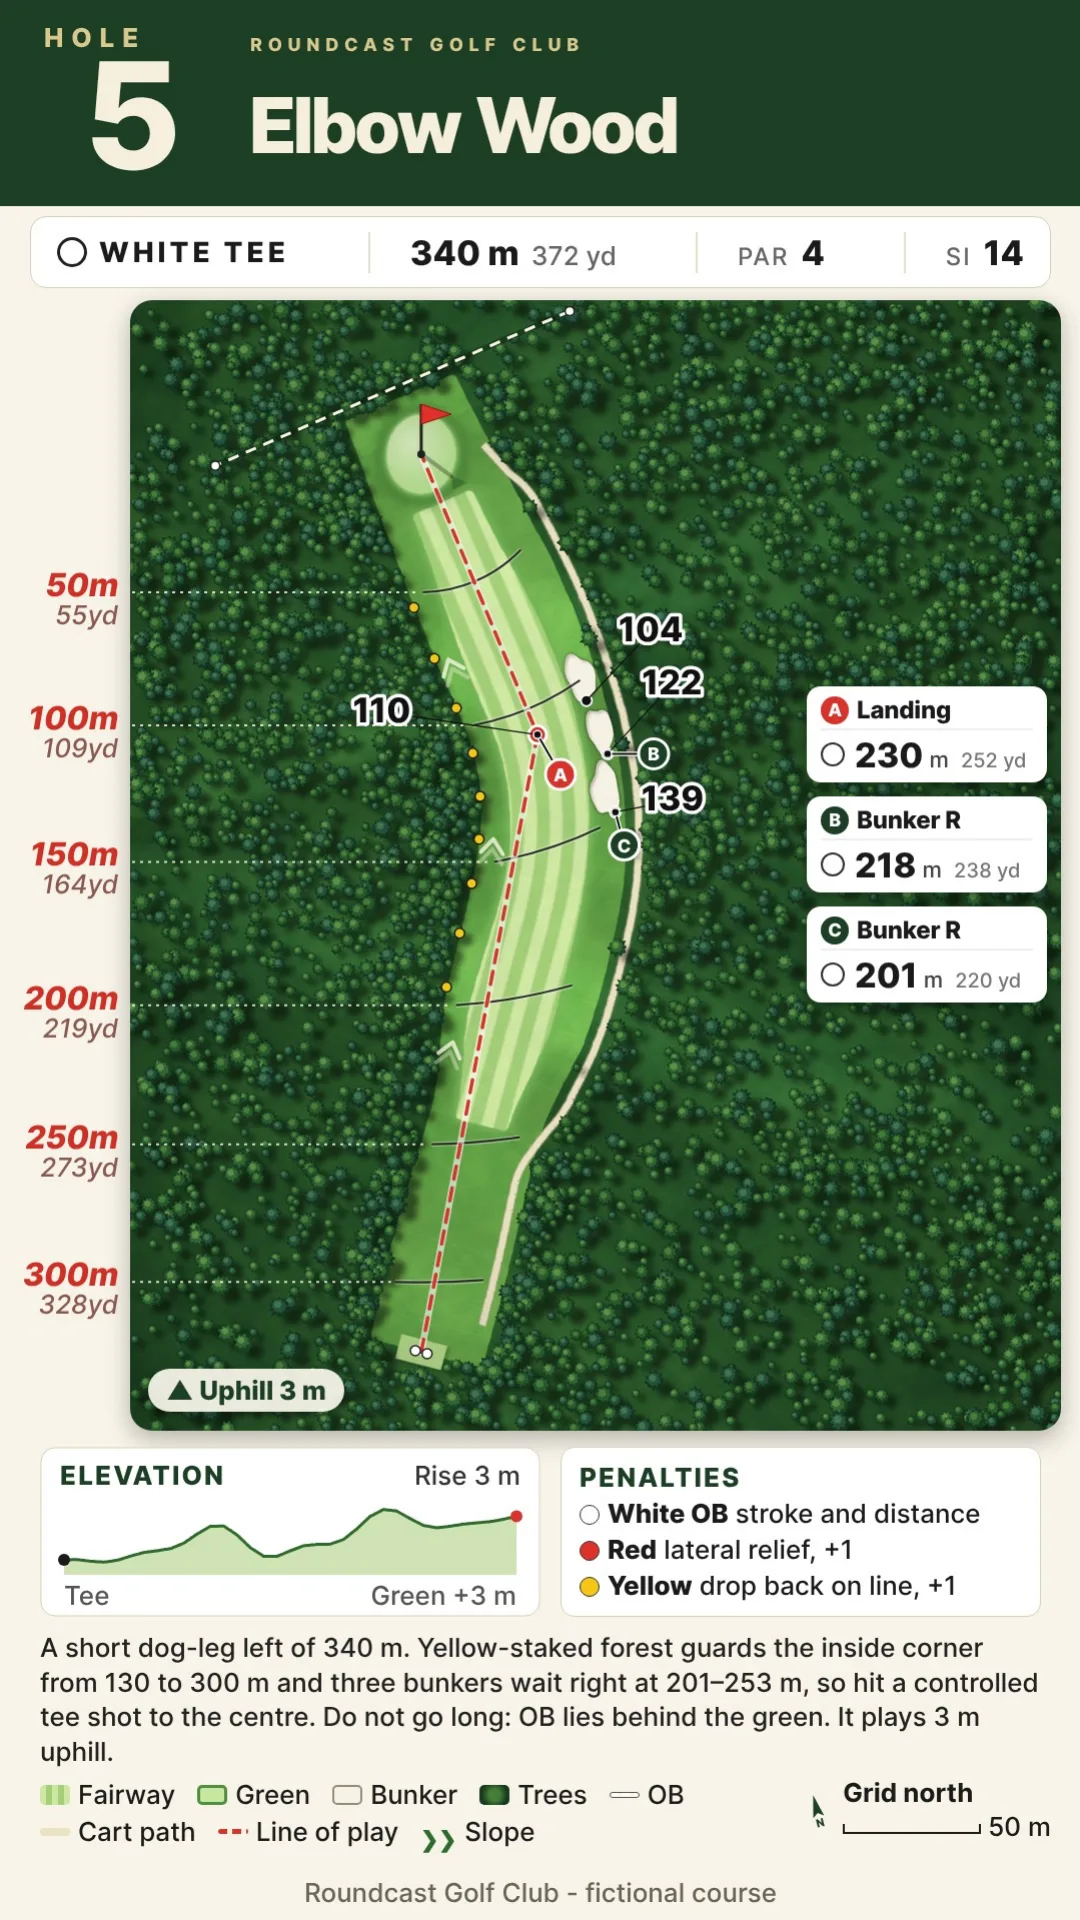 HOLE
5
ROUNDCAST GOLF CLUB
Elbow Wood
WHITE TEE
340 m 372 yd
PAR 4
SI 14
50m
55yd
100m
109yd
150m
164yd
200m
219yd
250m
273yd
300m
328yd
104
122
110
139
A
B
C
A Landing
230 m 252 yd
B Bunker R
218 m 238 yd
C Bunker R
201 m 220 yd
▲ Uphill 3 m
ELEVATION
Rise 3 m
Tee
Green +3 m
PENALTIES
White OB stroke and distance
Red lateral relief, +1
Yellow drop back on line, +1
A short dog-leg left of 340 m. Yellow-staked forest guards the inside corner
from 130 to 300 m and three bunkers wait right at 201–253 m, so hit a controlled
tee shot to the centre. Do not go long: OB lies behind the green. It plays 3 m
uphill.
Fairway Green Bunker Trees OB
Cart path Line of play Slope
N
Grid north
50 m
Roundcast Golf Club - fictional course